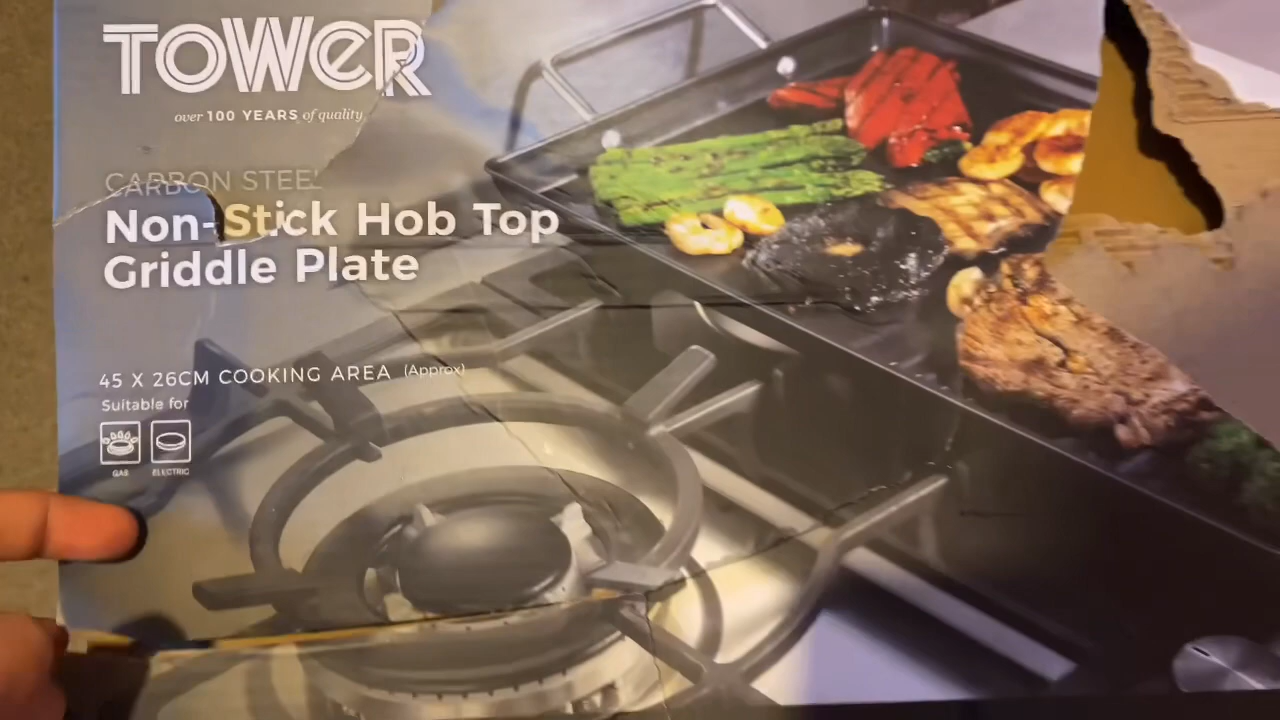 TOWER
over 100 YEARS of quality
CARBON STEEL
Non-Stick Hob Top
Griddle Plate
45 X 26CM COOKING AREA (Approx)
Suitable for
GAS ELECTRIC